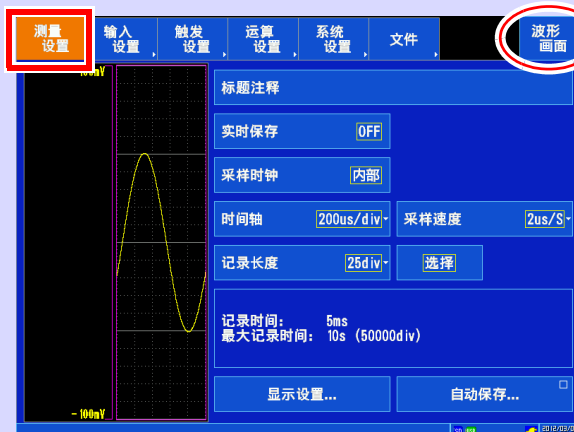 测量设置
输入设置
触发设置
运算设置
系统设置
文件
波形画面
100mV
标题注释
实时保存 OFF
采样时钟 内部
时间轴 200us/div 采样速度 2us/S
记录长度 25div 选择
记录时间: 5ms
最大记录时间: 10s (50000div)
显示设置... 自动保存...
-100mV